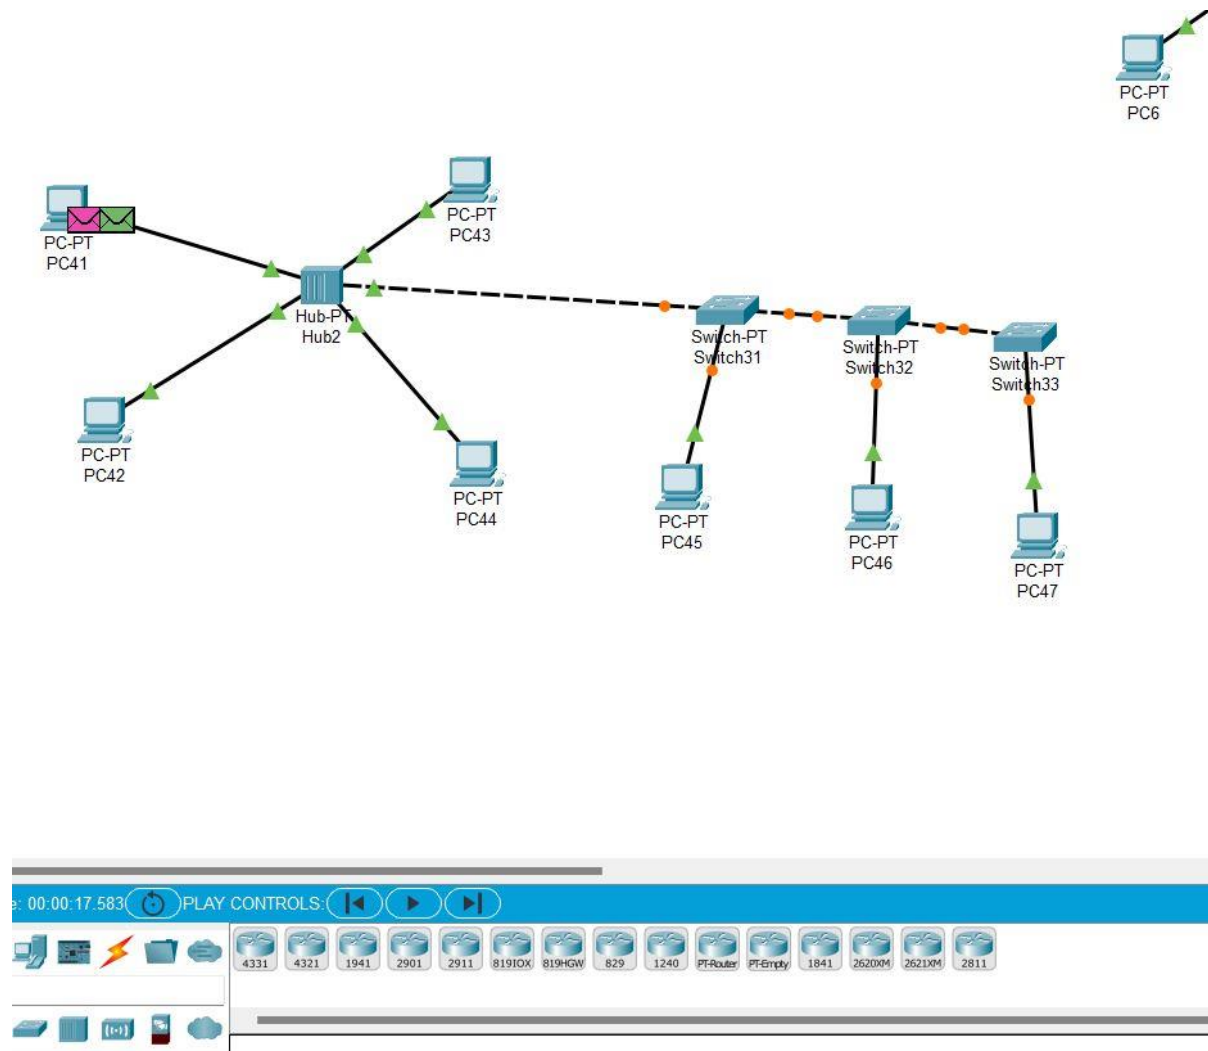 PC-PT
PC6
PC-PT
PC43
PC-PT
PC41
Hub-PT
Hub2
Switch-PT
Switch31
Switch-PT
Switch32
Switch-PT
Switch33
PC-PT
PC42
PC-PT
PC44
PC-PT
PC45
PC-PT
PC46
PC-PT
PC47
e: 00:00:17.583 PLAY CONTROLS:
4331 4321 1941 2901 2911 819IOX 819HGW 829 1240 PT-Router PT-Empty 1841 2620XM 2621XM 2811